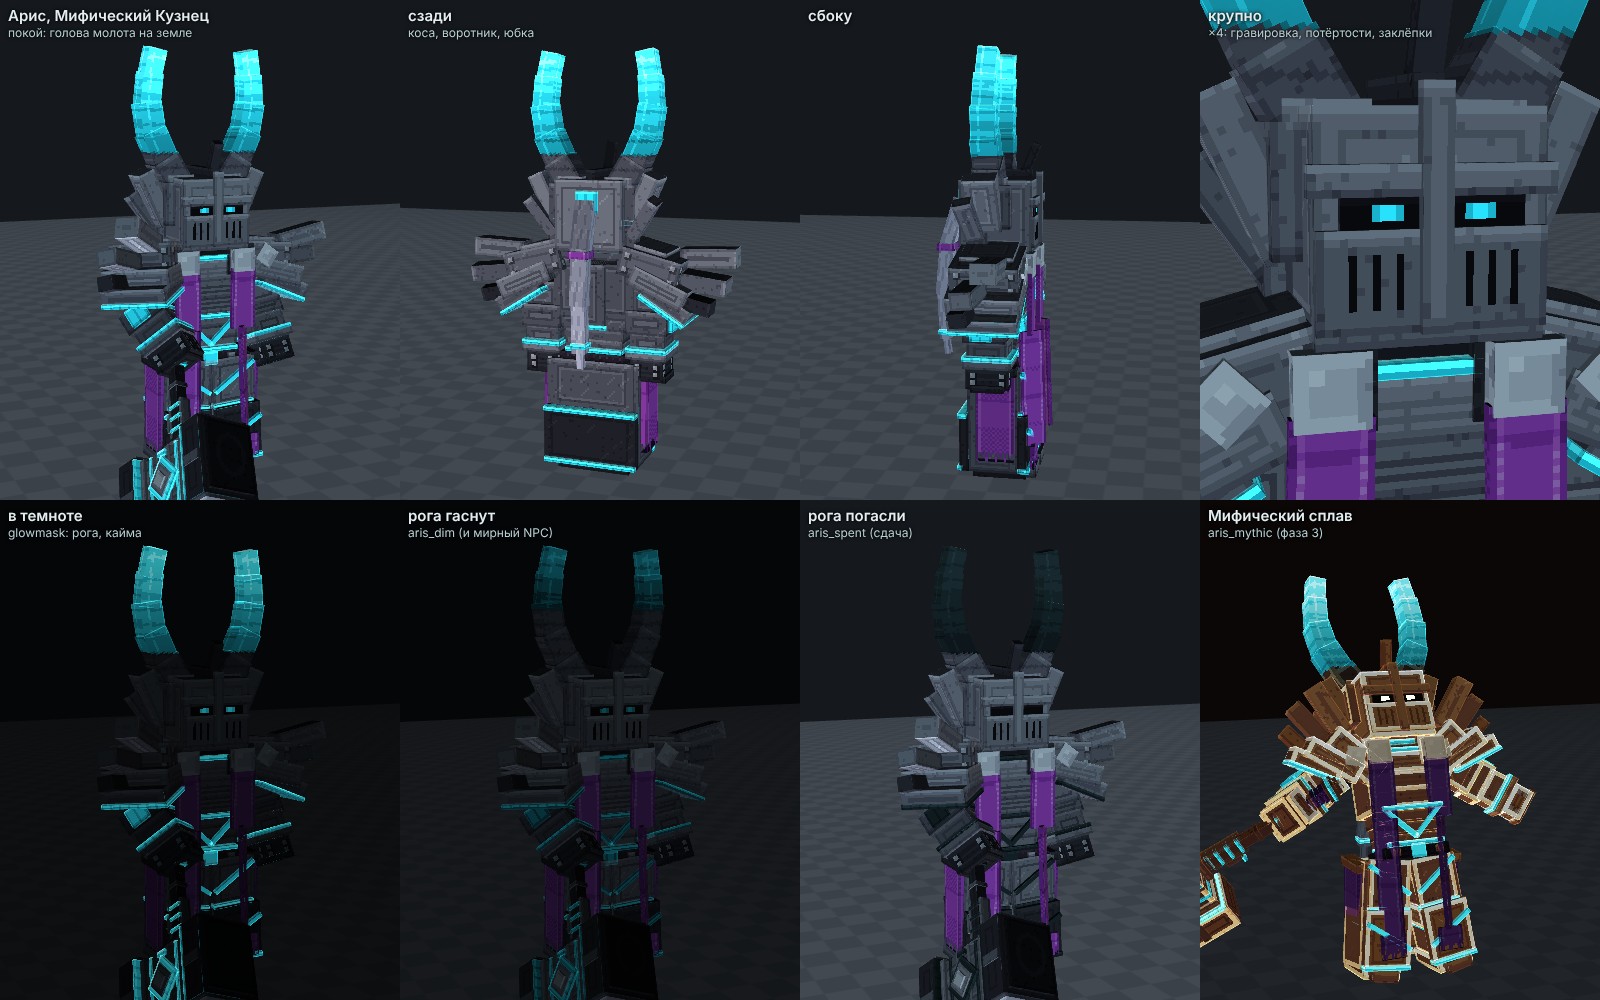 Арис, Мифический Кузнец
покой: голова молота на земле
сзади
коса, воротник, юбка
сбоку
крупно
×4: гравировка, потёртости, заклёпки
в темноте
glowmask: рога, кайма
рога гаснут
aris_dim (и мирный NPC)
рога погасли
aris_spent (сдача)
Мифический сплав
aris_mythic (фаза 3)